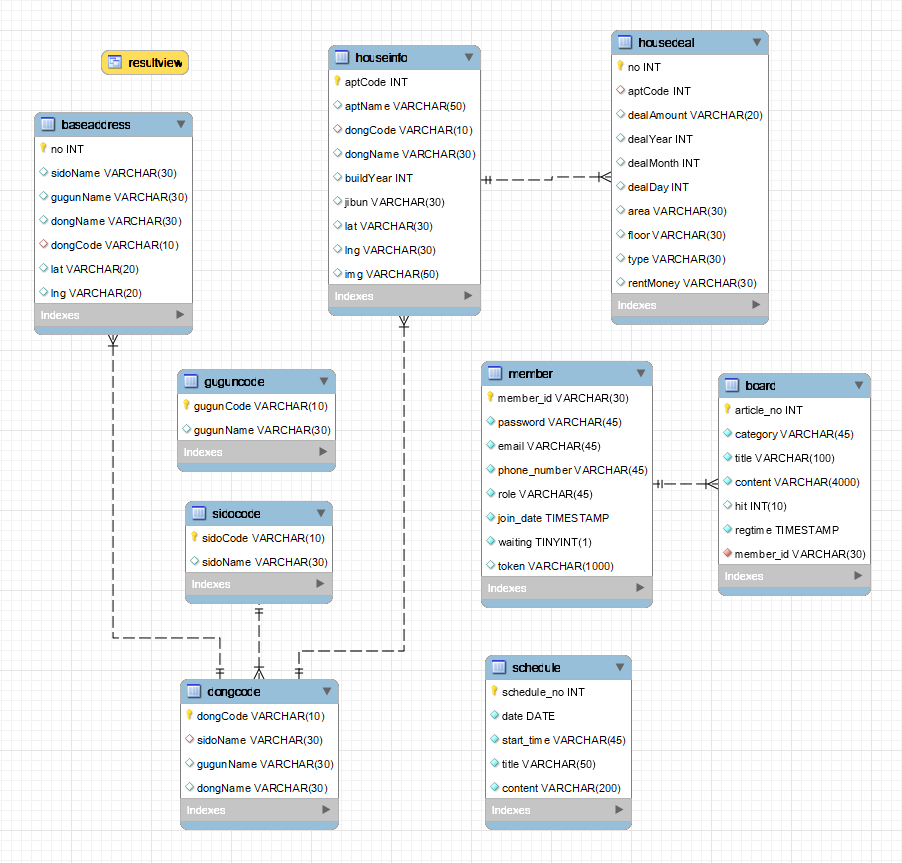 resultview
baseaddress
no INT
sidoName VARCHAR(30)
gugunName VARCHAR(30)
dongName VARCHAR(30)
dongCode VARCHAR(10)
lat VARCHAR(20)
lng VARCHAR(20)
Indexes
houseinfo
aptCode INT
aptName VARCHAR(50)
dongCode VARCHAR(10)
dongName VARCHAR(30)
buildYear INT
jibun VARCHAR(30)
lat VARCHAR(30)
lng VARCHAR(30)
img VARCHAR(50)
Indexes
housedeal
no INT
aptCode INT
dealAmount VARCHAR(20)
dealYear INT
dealMonth INT
dealDay INT
area VARCHAR(30)
floor VARCHAR(30)
type VARCHAR(30)
rentMoney VARCHAR(30)
Indexes
guguncode
gugunCode VARCHAR(10)
gugunName VARCHAR(30)
Indexes
sidocode
sidoCode VARCHAR(10)
sidoName VARCHAR(30)
Indexes
dongcode
dongCode VARCHAR(10)
sidoName VARCHAR(30)
gugunName VARCHAR(30)
dongName VARCHAR(30)
Indexes
member
member_id VARCHAR(30)
password VARCHAR(45)
email VARCHAR(45)
phone_number VARCHAR(45)
role VARCHAR(45)
join_date TIMESTAMP
waiting TINYINT(1)
token VARCHAR(1000)
Indexes
board
article_no INT
category VARCHAR(45)
title VARCHAR(100)
content VARCHAR(4000)
hit INT(10)
regtime TIMESTAMP
member_id VARCHAR(30)
Indexes
schedule
schedule_no INT
date DATE
start_time VARCHAR(45)
title VARCHAR(50)
content VARCHAR(200)
Indexes